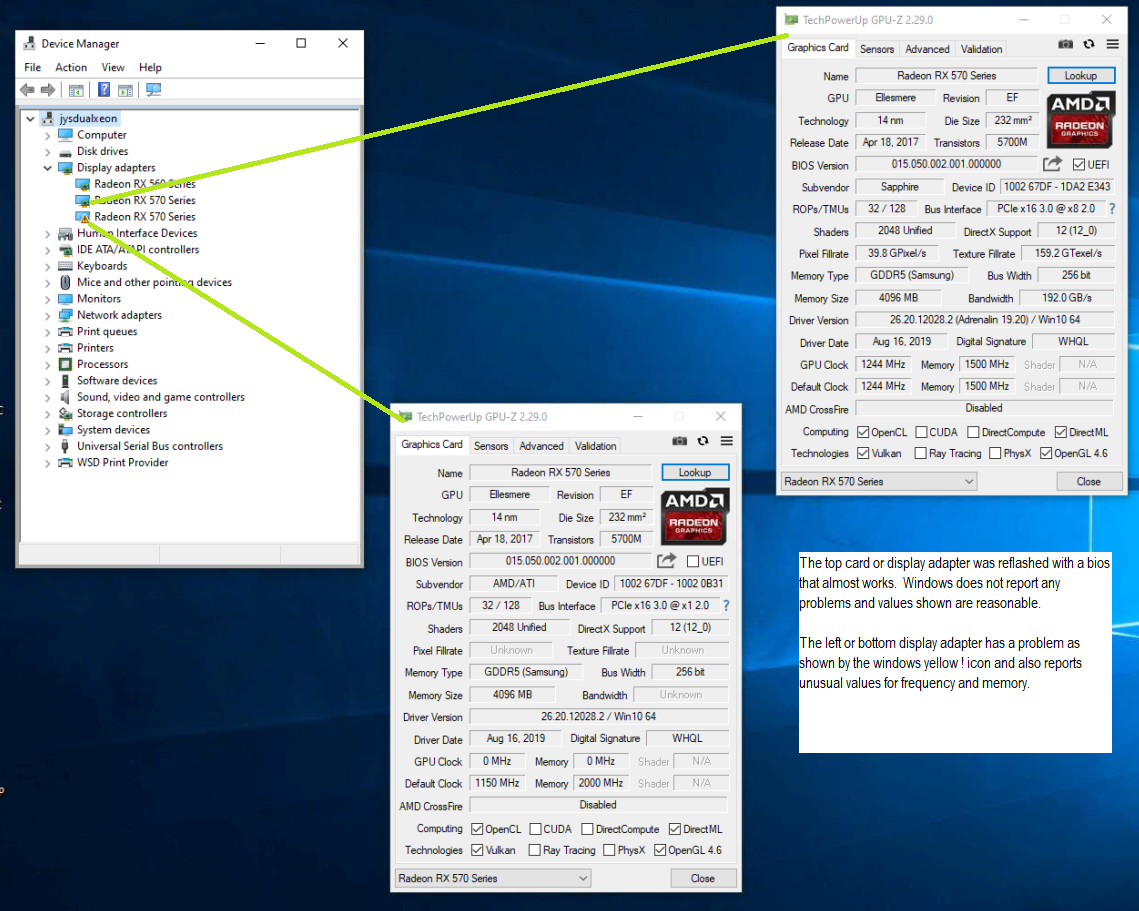 Device Manager
File Action View Help
jysdualxeon
Computer
Disk drives
Display adapters
Radeon RX 560 Series
Radeon RX 570 Series
Radeon RX 570 Series
Human Interface Devices
IDE ATA/ATAPI controllers
Keyboards
Mice and other pointing devices
Monitors
Network adapters
Print queues
Printers
Processors
Software devices
Sound, video and game controllers
Storage controllers
System devices
Universal Serial Bus controllers
WSD Print Provider
TechPowerUp GPU-Z 2.29.0
Graphics Card Sensors Advanced Validation
Name Radeon RX 570 Series Lookup
GPU Ellesmere Revision EF
AMD
RADEON
GRAPHICS
Technology 14 nm Die Size 232 mm²
Release Date Apr 18, 2017 Transistors 5700M
BIOS Version 015.050.002.001.000000 UEFI
Subvendor Sapphire Device ID 1002 67DF - 1DA2 E343
ROPs/TMUs 32 / 128 Bus Interface PCIe x16 3.0 @ x8 2.0 ?
Shaders 2048 Unified DirectX Support 12 (12_0)
Pixel Fillrate 39.8 GPixel/s Texture Fillrate 159.2 GTexel/s
Memory Type GDDR5 (Samsung) Bus Width 256 bit
Memory Size 4096 MB Bandwidth 192.0 GB/s
Driver Version 26.20.12028.2 (Adrenalin 19.20) / Win10 64
Driver Date Aug 16, 2019 Digital Signature WHQL
GPU Clock 1244 MHz Memory 1500 MHz Shader N/A
Default Clock 1244 MHz Memory 1500 MHz Shader N/A
AMD CrossFire Disabled
Computing OpenCL CUDA DirectCompute DirectML
Technologies Vulkan Ray Tracing PhysX OpenGL 4.6
Radeon RX 570 Series Close
TechPowerUp GPU-Z 2.29.0
Graphics Card Sensors Advanced Validation
Name Radeon RX 570 Series Lookup
GPU Ellesmere Revision EF
AMD
RADEON
GRAPHICS
Technology 14 nm Die Size 232 mm²
Release Date Apr 18, 2017 Transistors 5700M
BIOS Version 015.050.002.001.000000 UEFI
Subvendor AMD/ATI Device ID 1002 67DF - 1002 0B31
ROPs/TMUs 32 / 128 Bus Interface PCIe x16 3.0 @ x1 2.0 ?
Shaders 2048 Unified DirectX Support 12 (12_0)
Pixel Fillrate Unknown Texture Fillrate Unknown
Memory Type GDDR5 (Samsung) Bus Width 256 bit
Memory Size 4096 MB Bandwidth Unknown
Driver Version 26.20.12028.2 / Win10 64
Driver Date Aug 16, 2019 Digital Signature WHQL
GPU Clock 0 MHz Memory 0 MHz Shader N/A
Default Clock 1150 MHz Memory 2000 MHz Shader N/A
AMD CrossFire Disabled
Computing OpenCL CUDA DirectCompute DirectML
Technologies Vulkan Ray Tracing PhysX OpenGL 4.6
Radeon RX 570 Series Close
The top card or display adapter was reflashed with a bios
that almost works. Windows does not report any
problems and values shown are reasonable.
The left or bottom display adapter has a problem as
shown by the windows yellow ! icon and also reports
unusual values for frequency and memory.